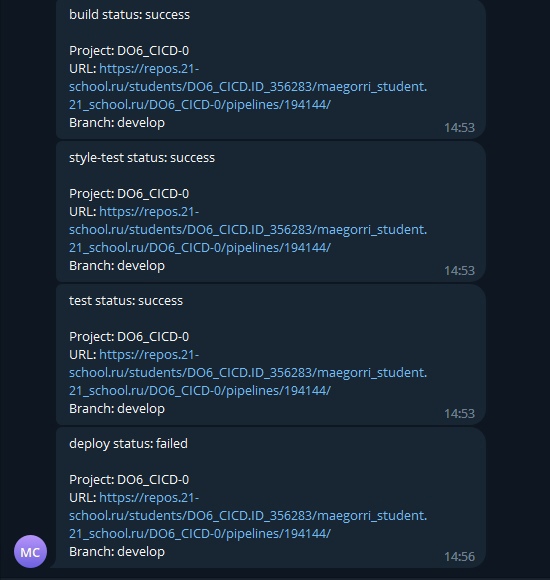 build status: success
Project: DO6_CICD-0
URL: https://repos.21-
school.ru/students/DO6_CICD.ID_356283/maegorri_student.
21_school.ru/DO6_CICD-0/pipelines/194144/
Branch: develop
14:53
style-test status: success
Project: DO6_CICD-0
URL: https://repos.21-
school.ru/students/DO6_CICD.ID_356283/maegorri_student.
21_school.ru/DO6_CICD-0/pipelines/194144/
Branch: develop
14:53
test status: success
Project: DO6_CICD-0
URL: https://repos.21-
school.ru/students/DO6_CICD.ID_356283/maegorri_student.
21_school.ru/DO6_CICD-0/pipelines/194144/
Branch: develop
14:53
deploy status: failed
Project: DO6_CICD-0
URL: https://repos.21-
school.ru/students/DO6_CICD.ID_356283/maegorri_student.
21_school.ru/DO6_CICD-0/pipelines/194144/
MC
Branch: develop
14:56